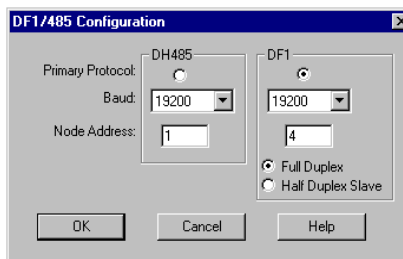 DF1/485 Configuration
DH485 DF1
Primary Protocol:
Baud: 19200 19200
Node Address: 1 4
Full Duplex
Half Duplex Slave
OK Cancel Help